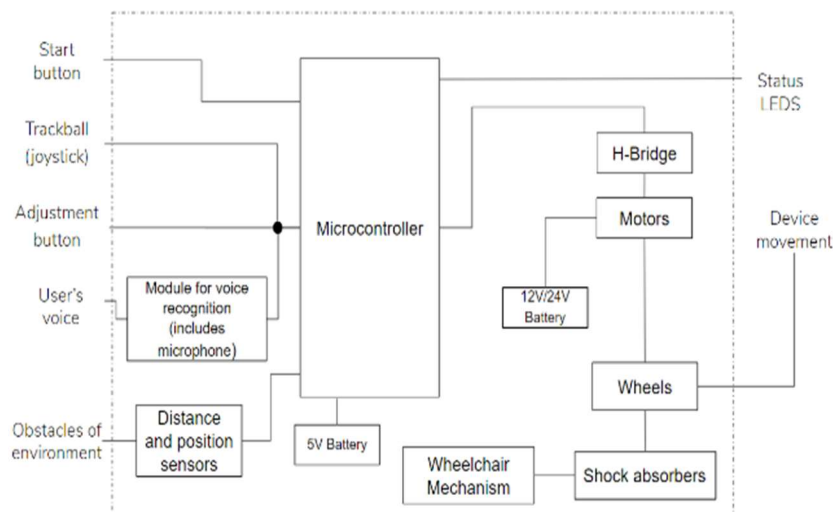 Start
button
Trackball
(joystick)
Adjustment
button
User's
voice
Module for voice
recognition
(includes
microphone)
Obstacles of
environment
Distance
and position
sensors
Microcontroller
5V Battery
Status
LEDS
H-Bridge
Motors
12V/24V
Battery
Device
movement
Wheels
Wheelchair
Mechanism
Shock absorbers